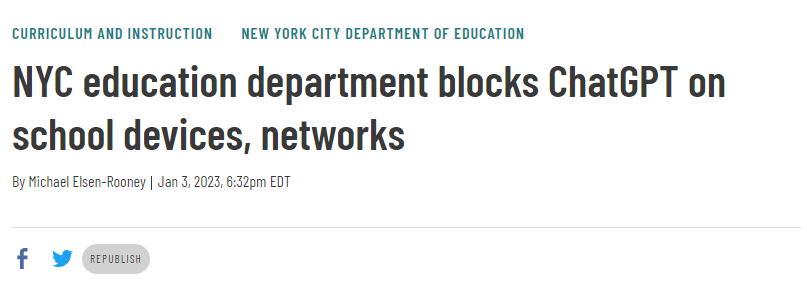 CURRICULUM AND INSTRUCTION NEW YORK CITY DEPARTMENT OF EDUCATION
NYC education department blocks ChatGPT on
school devices, networks
By Michael Elsen-Rooney | Jan 3, 2023, 6:32pm EDT
REPUBLISH